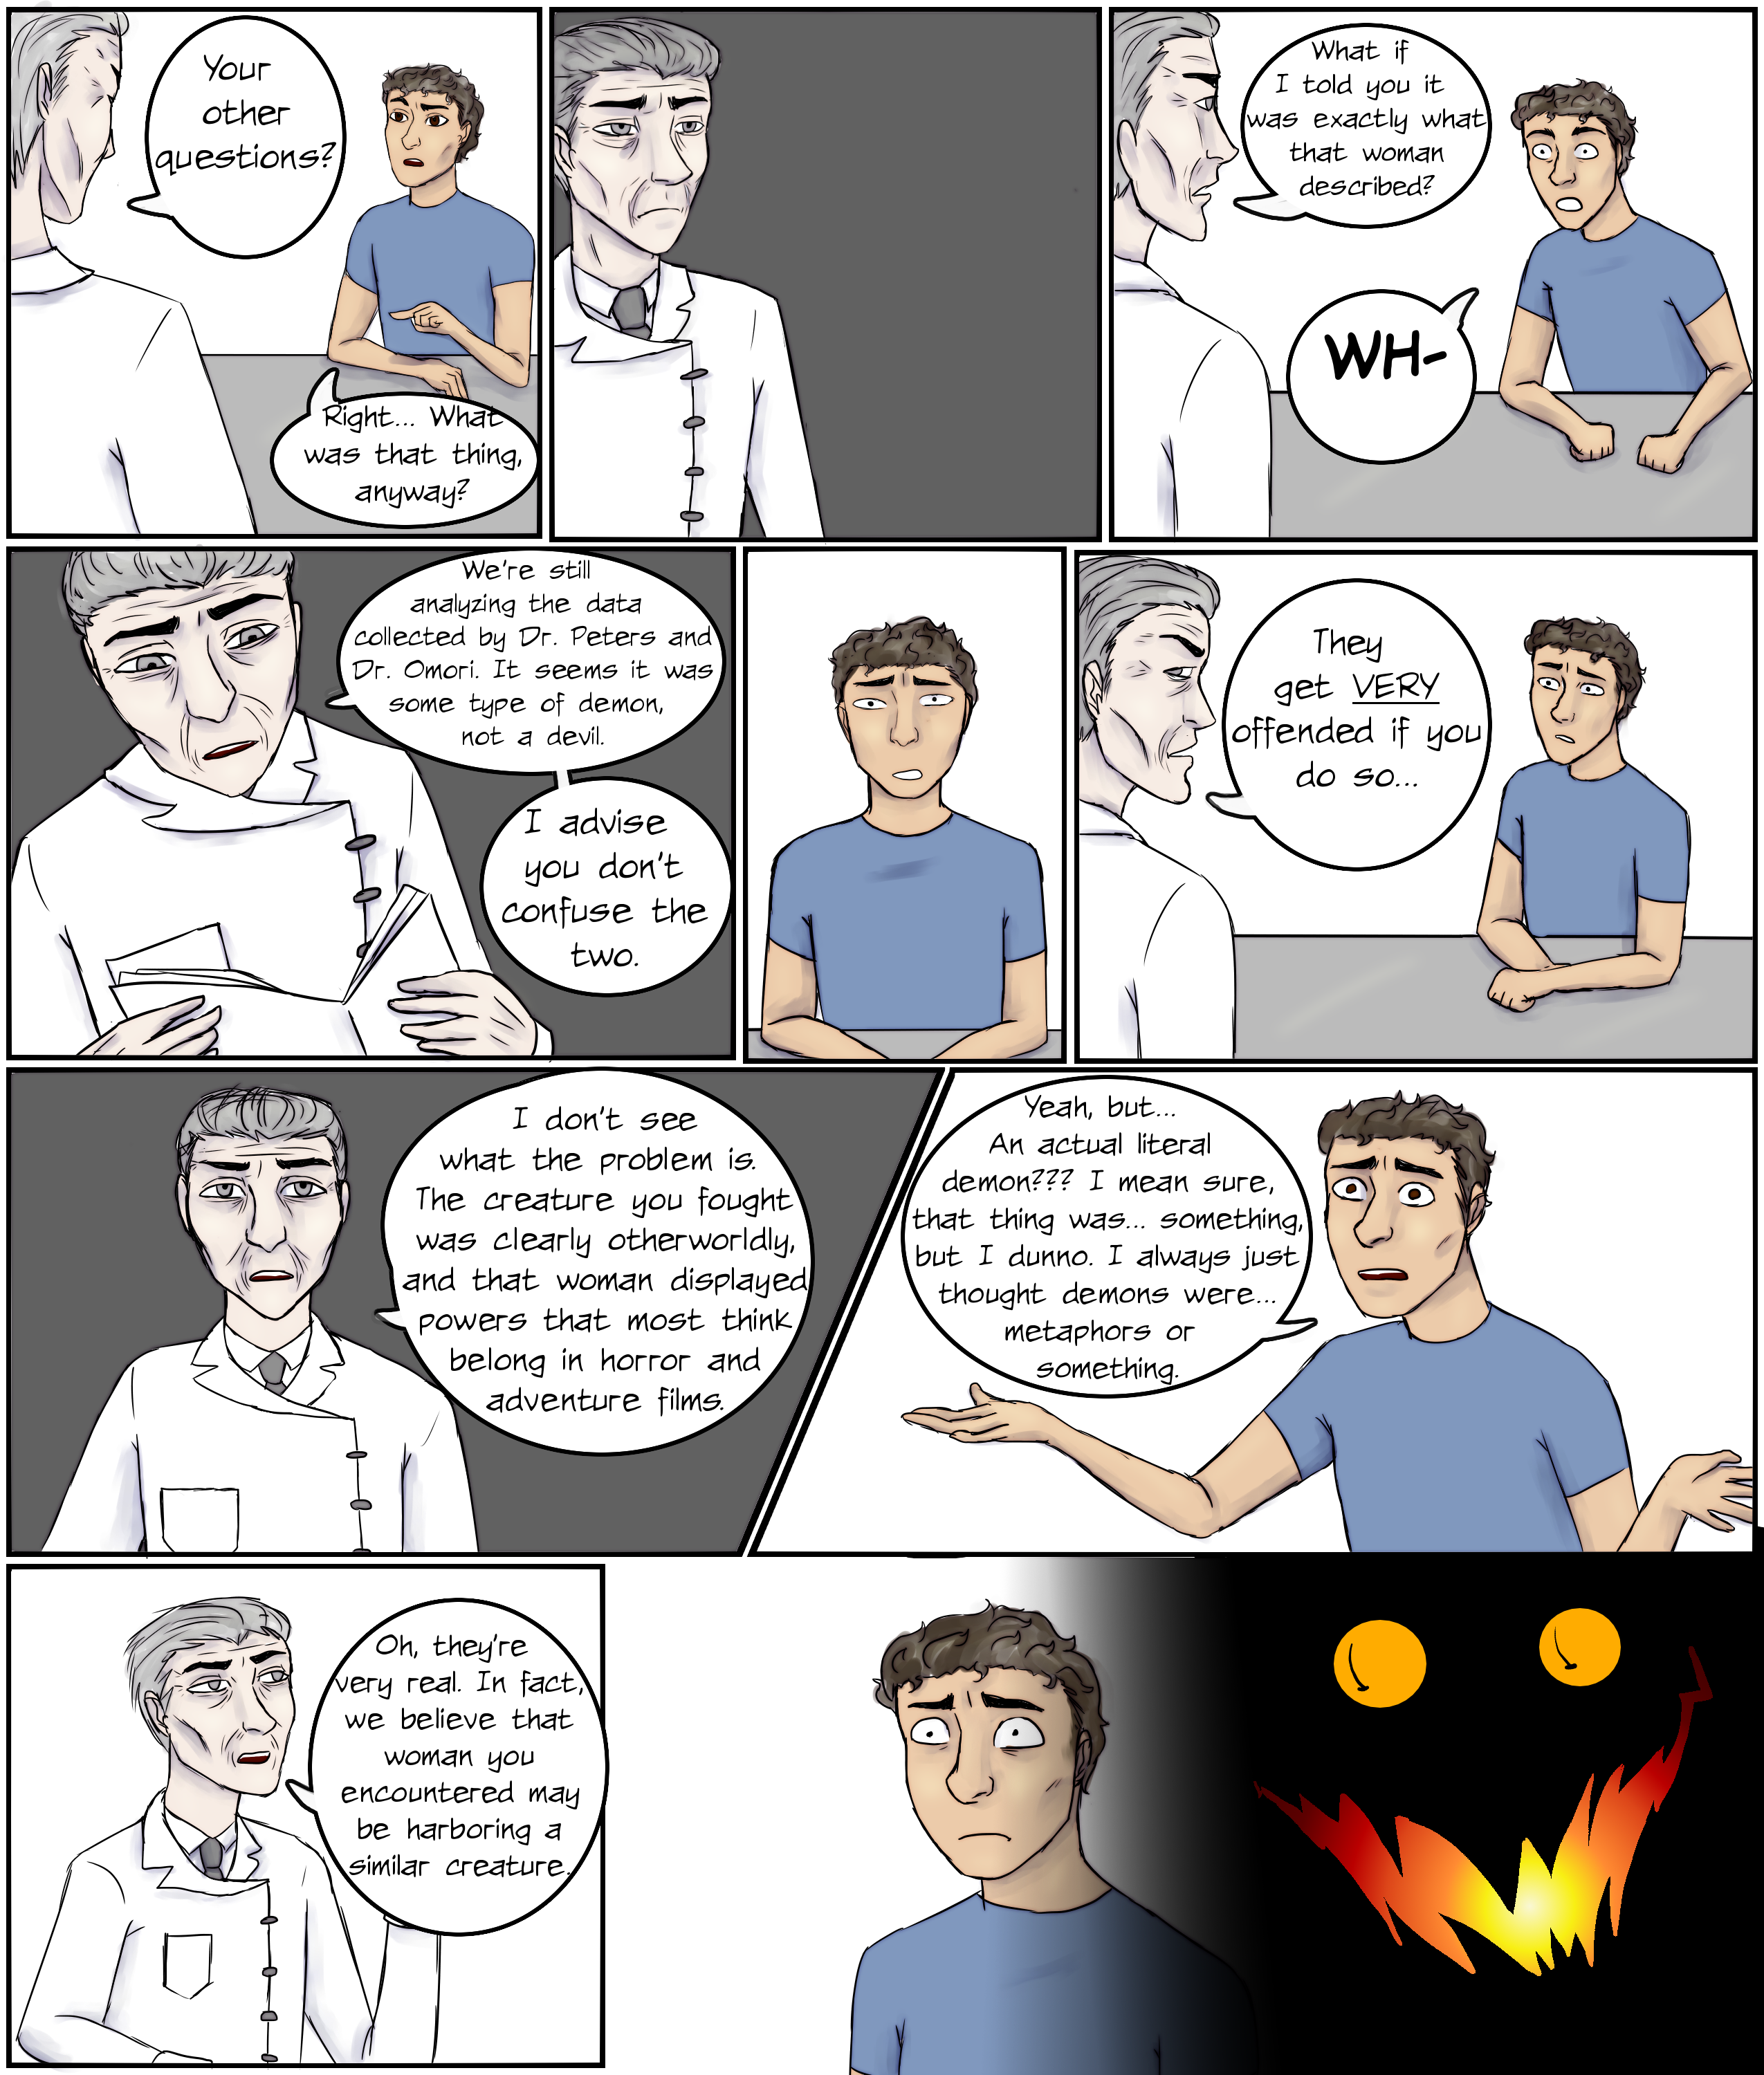 Your
other
questions?
Right... What
was that thing,
anyway?
What if
I told you it
was exactly what
that woman
described?
WH-
We're still
analyzing the data
collected by Dr. Peters and
Dr. Omori. It seems it was
some type of demon,
not a devil.
I advise
you don't
confuse the
two.
They
get VERY
offended if you
do so...
I don't see
what the problem is.
The creature you fought
was clearly otherworldly,
and that woman displayed
powers that most think
belong in horror and
adventure films.
Yeah, but...
An actual literal
demon??? I mean sure,
that thing was... something,
but I dunno. I always just
thought demons were...
metaphors or
something.
Oh, they're
very real. In fact,
we believe that
woman you
encountered may
be harboring a
similar creature.